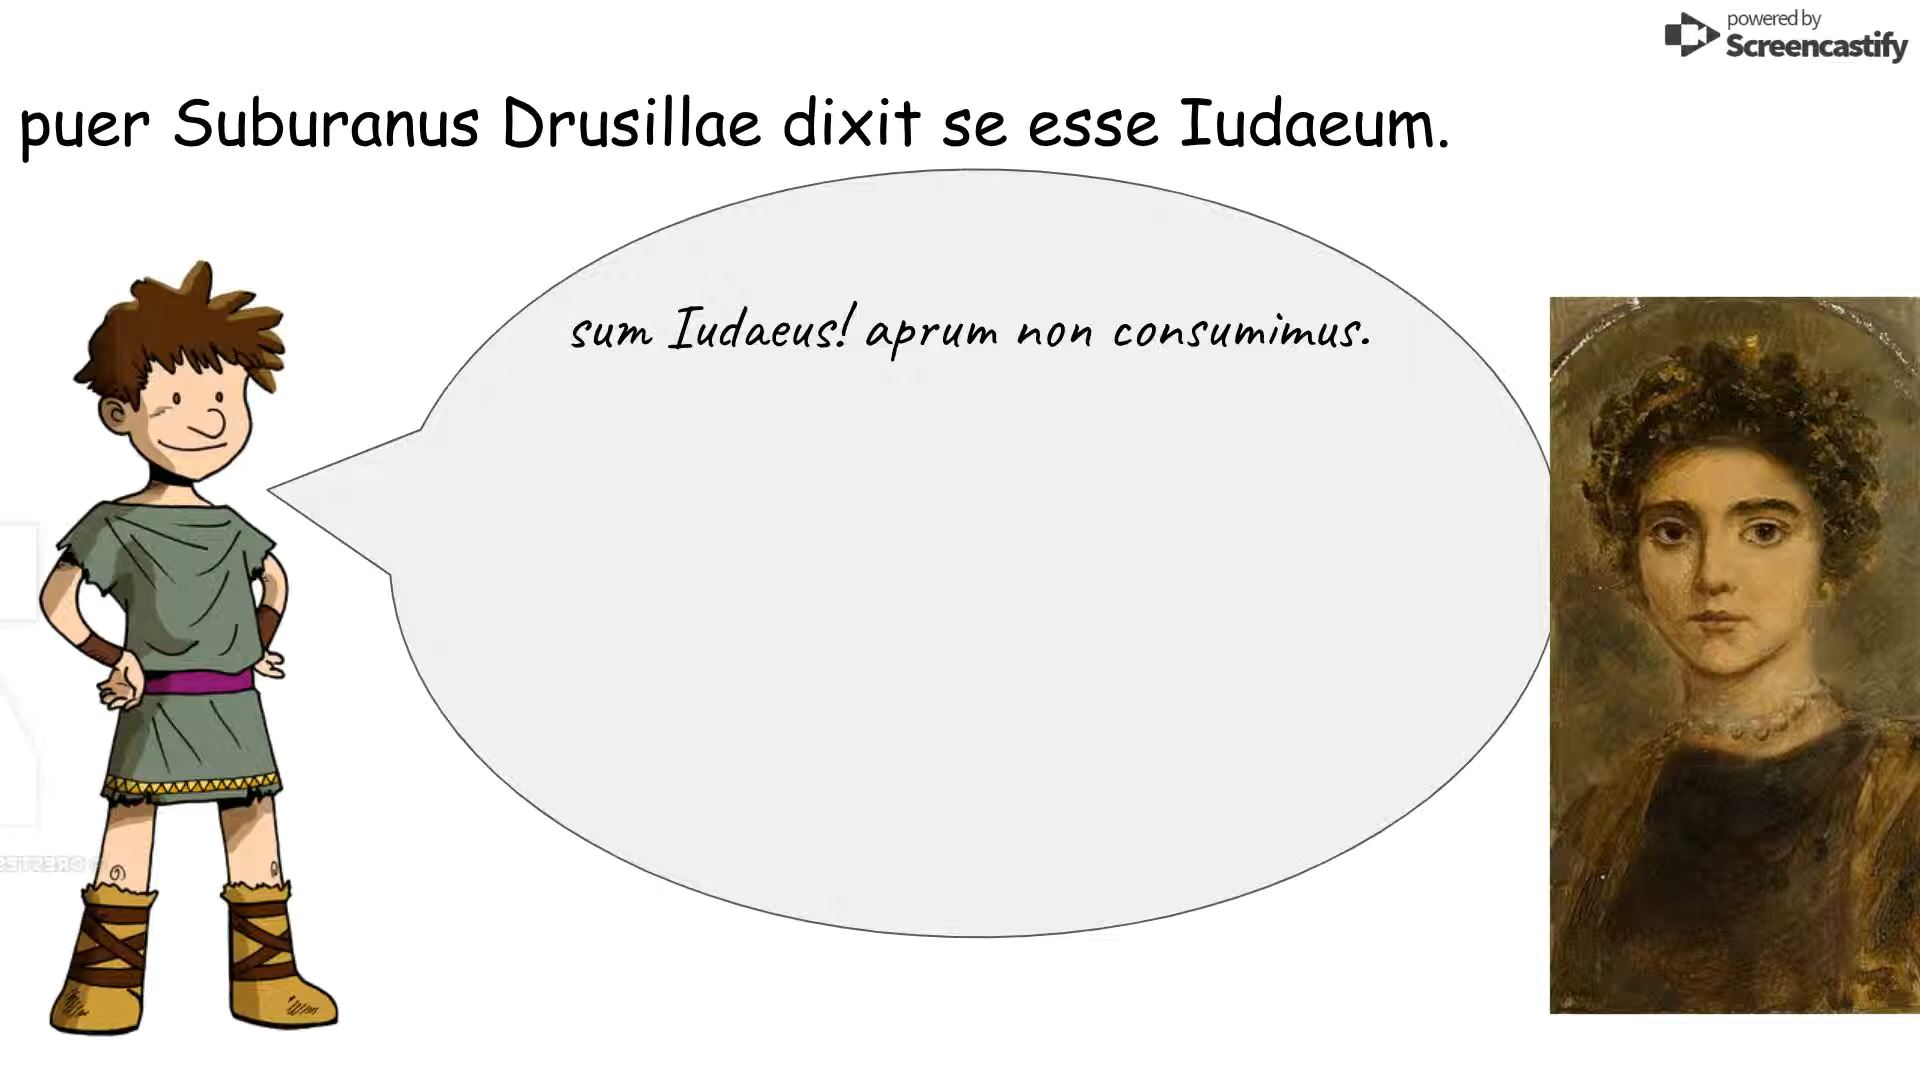 powered by
Screencastify
puer Suburanus Drusillae dixit se esse Iudaeum.
sum Iudaeus! aprum non consumimus.